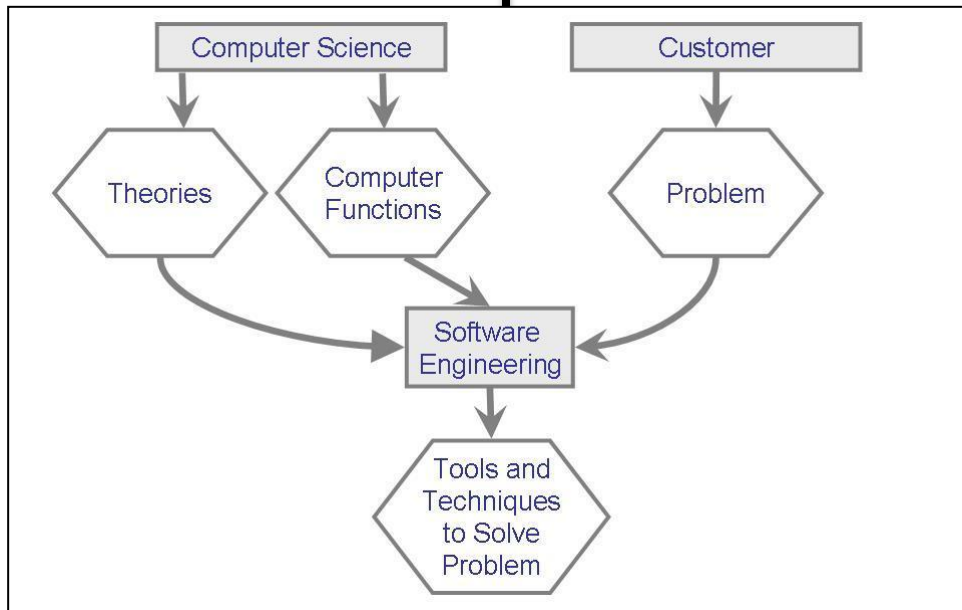 Computer Science
Customer
Theories
Computer
Functions
Problem
Software
Engineering
Tools and
Techniques
to Solve
Problem